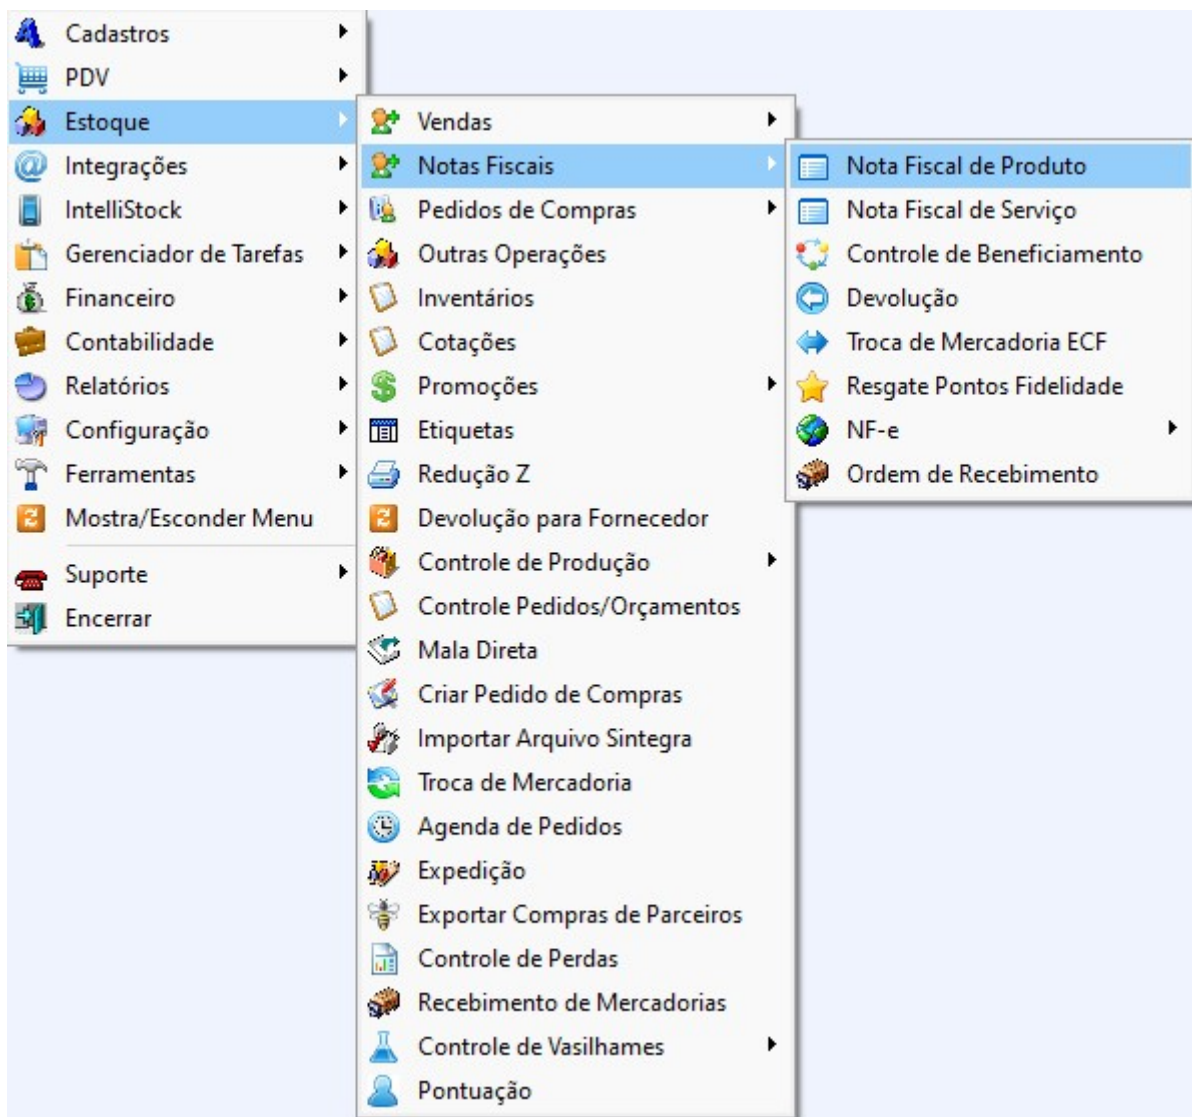 Cadastros
PDV
Estoque
Integrações
IntelliStock
Gerenciador de Tarefas
Financeiro
Contabilidade
Relatórios
Configuração
Ferramentas
Mostra/Esconder Menu
Suporte
Encerrar
Vendas
Notas Fiscais
Pedidos de Compras
Outras Operações
Inventários
Cotações
Promoções
Etiquetas
Redução Z
Devolução para Fornecedor
Controle de Produção
Controle Pedidos/Orçamentos
Mala Direta
Criar Pedido de Compras
Importar Arquivo Sintegra
Troca de Mercadoria
Agenda de Pedidos
Expedição
Exportar Compras de Parceiros
Controle de Perdas
Recebimento de Mercadorias
Controle de Vasilhames
Pontuação
Nota Fiscal de Produto
Nota Fiscal de Serviço
Controle de Beneficiamento
Devolução
Troca de Mercadoria ECF
Resgate Pontos Fidelidade
NF-e
Ordem de Recebimento